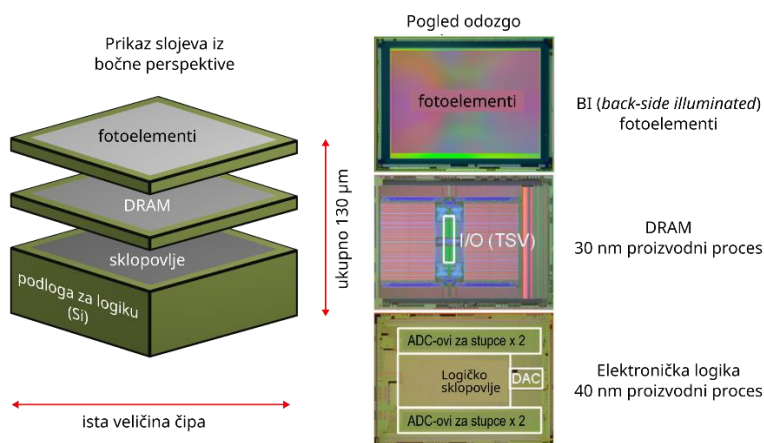 Prikaz slojeva iz
bočne perspektive
fotoelementi
DRAM
sklopovlje
podloga za logiku
(Si)
ukupno 130 µm
ista veličina čipa
Pogled odozgo
fotoelementi
BI (back-side illuminated)
fotoelementi
I/O (TSV)
DRAM
30 nm proizvodni proces
ADC-ovi za stupce x 2
Logičko
sklopovlje
DAC
ADC-ovi za stupce x 2
Elektronička logika
40 nm proizvodni proces